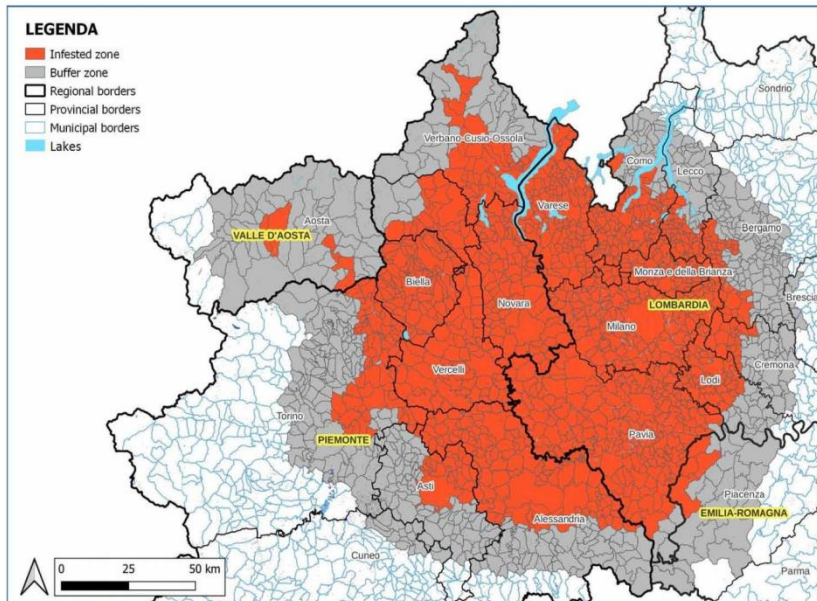 LEGENDA
Infested zone
Buffer zone
Regional borders
Provincial borders
Municipal borders
Lakes
Sondrio
Verbano-Cusio-Ossola
Como
Lecco
Varese
Aosta
VALLE D'AOSTA
Bergamo
Biella
Monza e della Brianza
Brescia
Novara
LOMBARDIA
Milano
Vercelli
Cremona
Lodi
Torino
PIEMONTE
Pavia
Asti
Piacenza
EMILIA-ROMAGNA
Alessandria
Cuneo
Parma
0 25 50 km